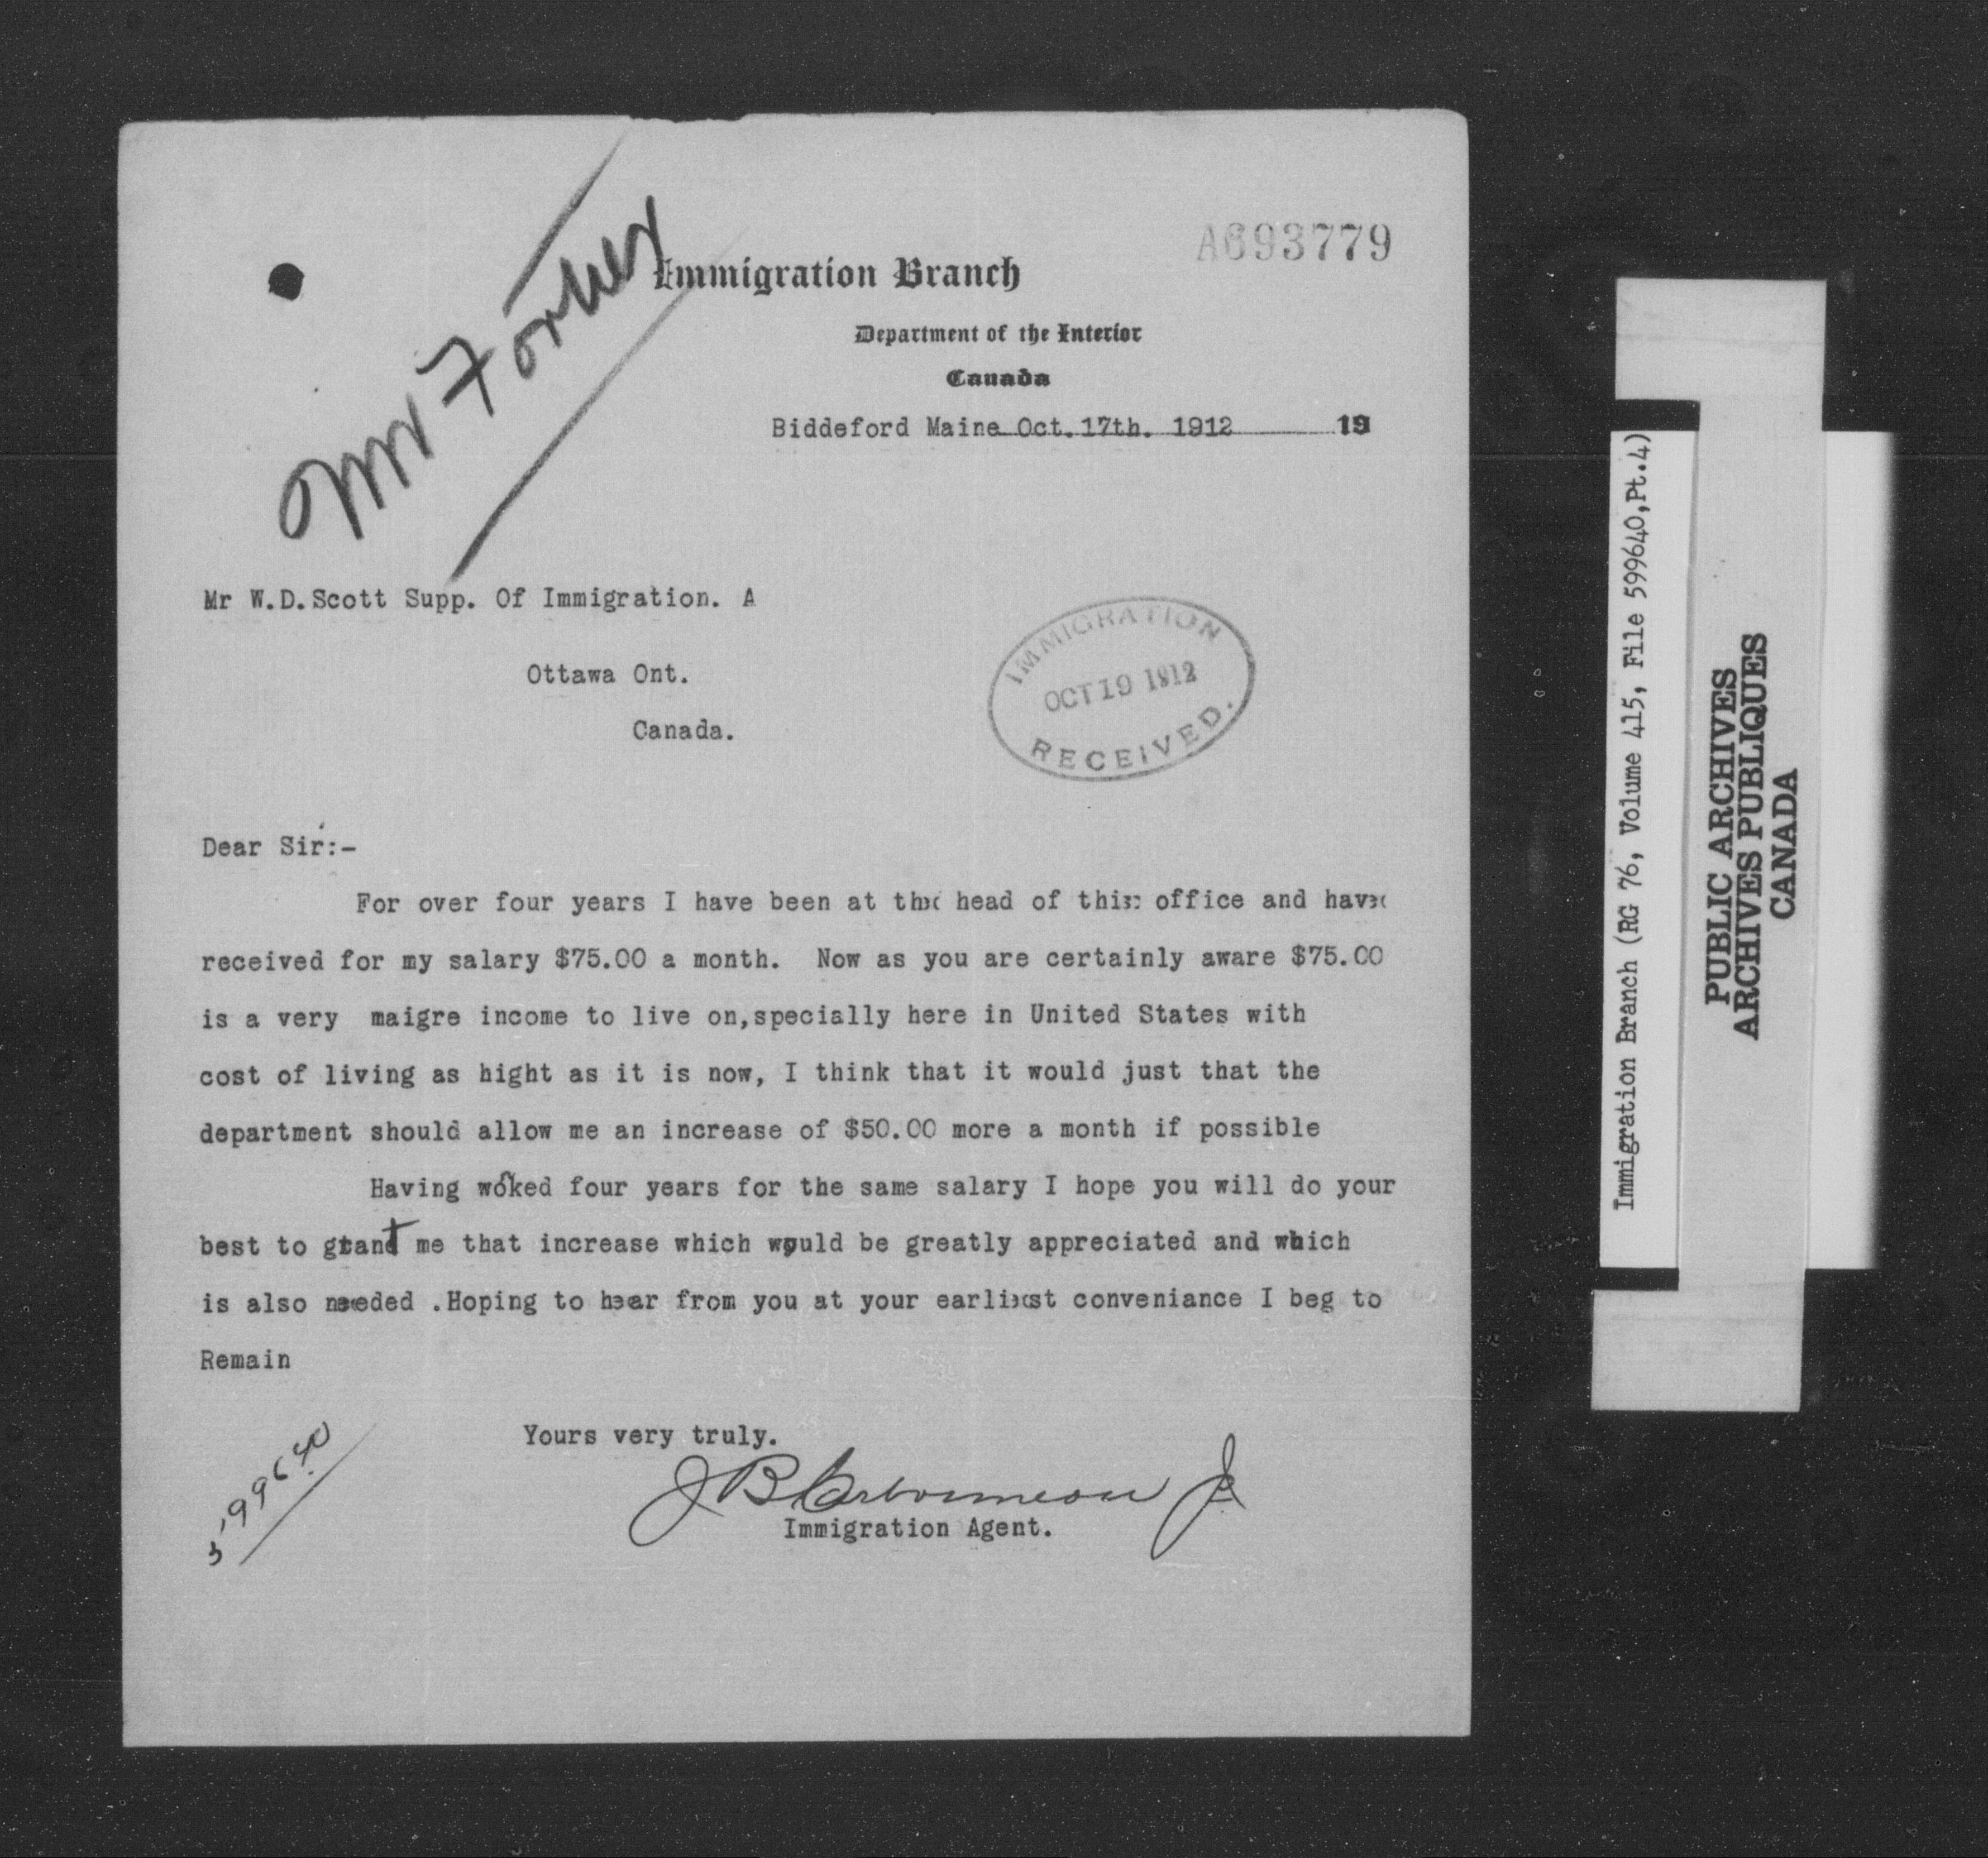 A693779
Mr
Immigration Branch
Department of the Interior
Canada
Biddeford Maine Oct.17th. 1912 19
Mr W.D.Scott Supp. Of Immigration. A
Ottawa Ont.
Canada.
IMMIGRATION
OCT 19 1912
RECEIVED.
Dear Sir:-
For over four years I have been at the head of this office and have
received for my salary $75.00 a month. Now as you are certainly aware $75.00
is a very maigre income to live on,specially here in United States with
cost of living as hight as it is now, I think that it would just that the
department should allow me an increase of $50.00 more a month if possible
Having worked four years for the same salary I hope you will do your
best to grant me that increase which would be greatly appreciated and which
is also needed .Hoping to hear from you at your earliest conveniance I beg to
Remain
Yours very truly.
J B Carbonneau Jr
Immigration Agent.
599640
Immigration Branch (RG 76, Volume 415, File 599640,Pt.4)
PUBLIC ARCHIVES
ARCHIVES PUBLIQUES
CANADA